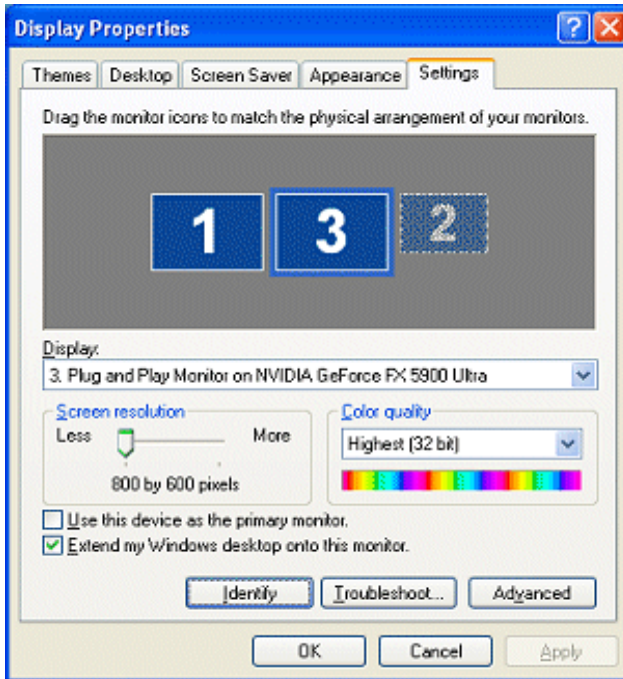 Display Properties
Themes Desktop Screen Saver Appearance Settings
Drag the monitor icons to match the physical arrangement of your monitors.
1 3 2
Display:
3. Plug and Play Monitor on NVIDIA GeForce FX 5900 Ultra
Screen resolution
Less More
800 by 600 pixels
Color quality
Highest (32 bit)
Use this device as the primary monitor.
Extend my Windows desktop onto this monitor.
Identify Troubleshoot... Advanced
OK Cancel Apply